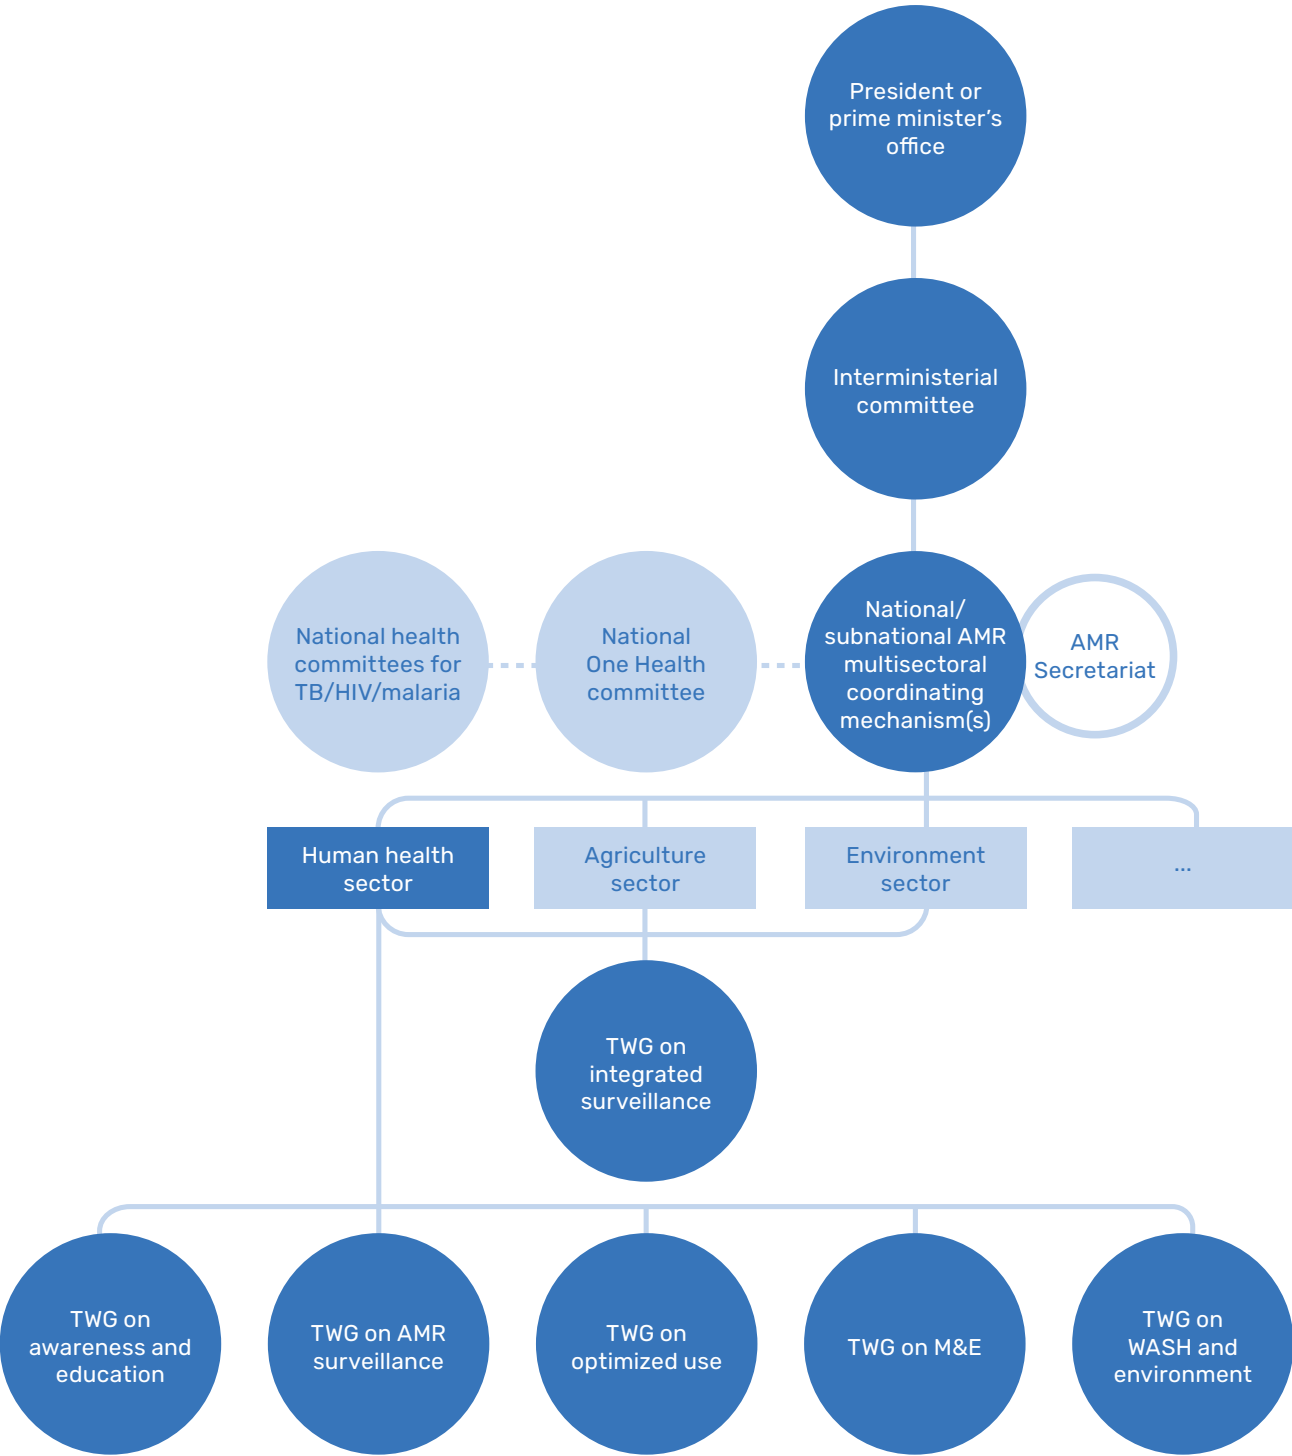 President or
prime minister’s
office
Interministerial
committee
National health
committees for
TB/HIV/malaria
National
One Health
committee
National/
subnational AMR
multisectoral
coordinating
mechanism(s)
AMR
Secretariat
Human health
sector
Agriculture
sector
Environment
sector
...
TWG on
integrated
surveillance
TWG on
awareness and
education
TWG on AMR
surveillance
TWG on
optimized use
TWG on M&E
TWG on
WASH and
environment